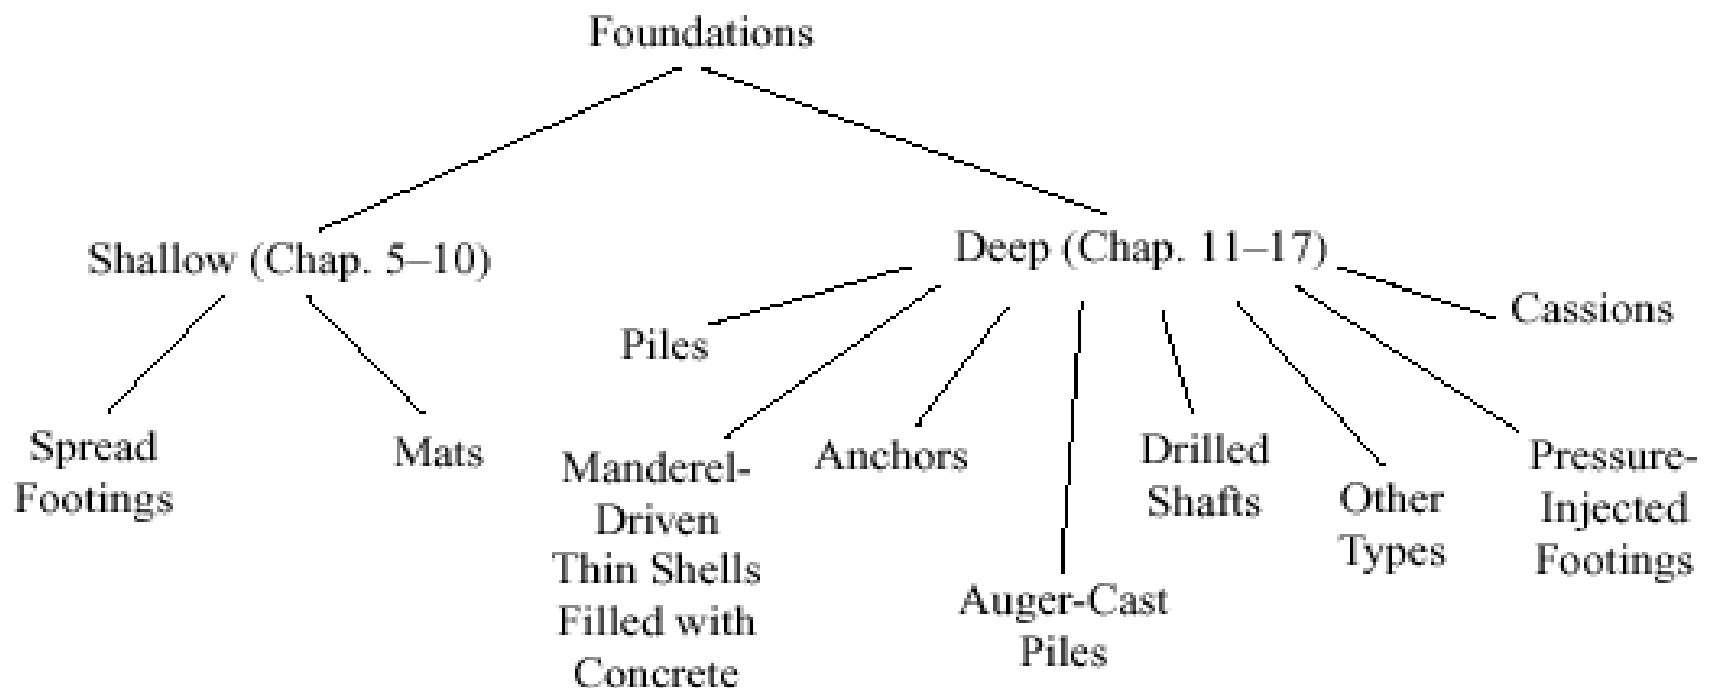 Foundations
Shallow (Chap. 5–10)
Deep (Chap. 11–17)
Spread
Footings
Mats
Piles
Manderel-
Driven
Thin Shells
Filled with
Concrete
Anchors
Auger-Cast
Piles
Drilled
Shafts
Other
Types
Pressure-
Injected
Footings
Cassions